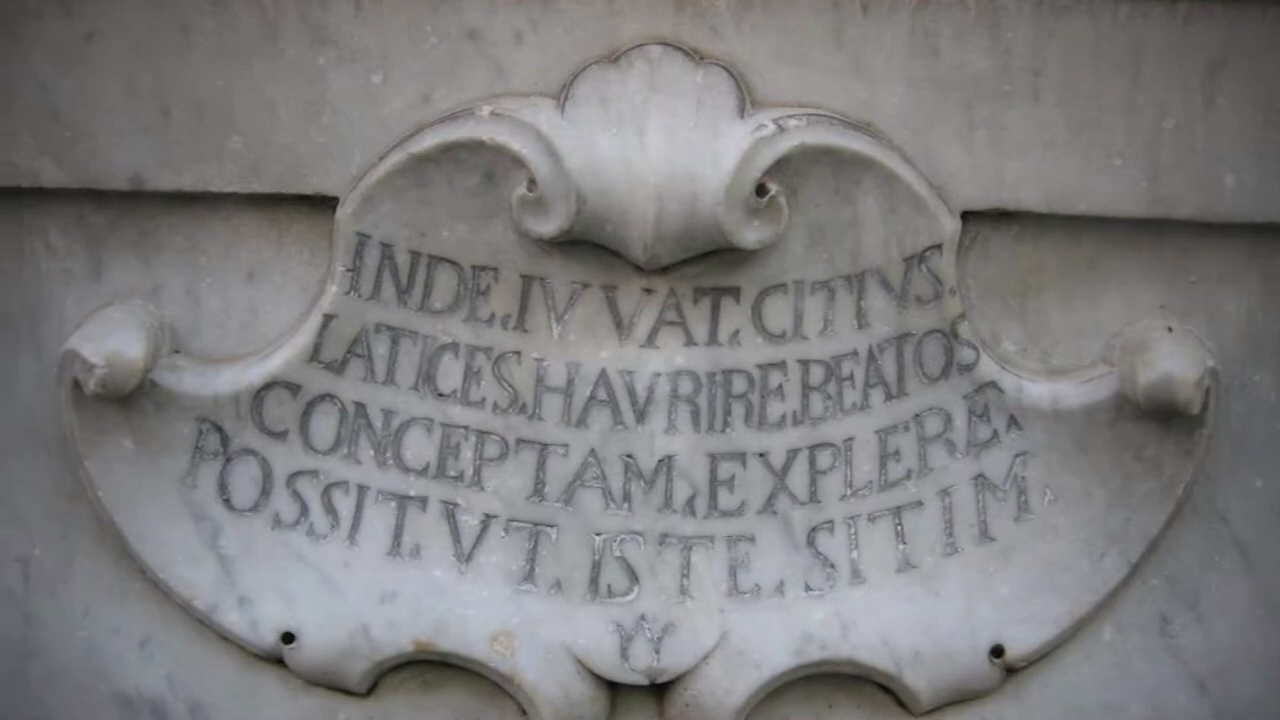 INDE.IVVAT.CITIVS.
LATICES.HAVRIRE.BEATOS
CONCEPTAM.EXPLERE.
POSSIT.VT.ISTE.SITIM.